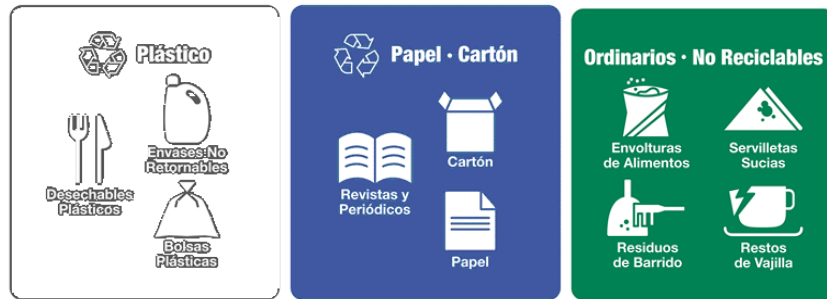 Plástico
Envases No
Retornables
Desechables
Plásticos
Bolsas
Plásticas
Papel · Cartón
Cartón
Revistas y
Periódicos
Papel
Ordinarios · No Reciclables
Envolturas
de Alimentos
Servilletas
Sucias
Residuos
de Barrido
Restos
de Vajilla